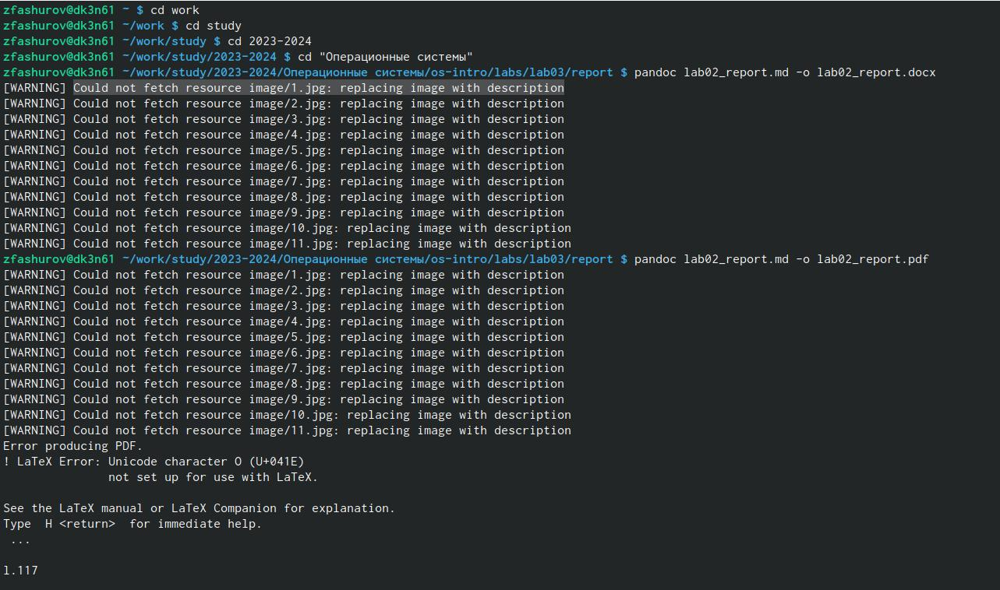 zfashurov@dk3n61 ~ $ cd work
zfashurov@dk3n61 ~/work $ cd study
zfashurov@dk3n61 ~/work/study $ cd 2023-2024
zfashurov@dk3n61 ~/work/study/2023-2024 $ cd "Операционные системы"
zfashurov@dk3n61 ~/work/study/2023-2024/Операционные системы/os-intro/labs/lab03/report $ pandoc lab02_report.md -o lab02_report.docx
[WARNING] Could not fetch resource image/1.jpg: replacing image with description
[WARNING] Could not fetch resource image/2.jpg: replacing image with description
[WARNING] Could not fetch resource image/3.jpg: replacing image with description
[WARNING] Could not fetch resource image/4.jpg: replacing image with description
[WARNING] Could not fetch resource image/5.jpg: replacing image with description
[WARNING] Could not fetch resource image/6.jpg: replacing image with description
[WARNING] Could not fetch resource image/7.jpg: replacing image with description
[WARNING] Could not fetch resource image/8.jpg: replacing image with description
[WARNING] Could not fetch resource image/9.jpg: replacing image with description
[WARNING] Could not fetch resource image/10.jpg: replacing image with description
[WARNING] Could not fetch resource image/11.jpg: replacing image with description
zfashurov@dk3n61 ~/work/study/2023-2024/Операционные системы/os-intro/labs/lab03/report $ pandoc lab02_report.md -o lab02_report.pdf
[WARNING] Could not fetch resource image/1.jpg: replacing image with description
[WARNING] Could not fetch resource image/2.jpg: replacing image with description
[WARNING] Could not fetch resource image/3.jpg: replacing image with description
[WARNING] Could not fetch resource image/4.jpg: replacing image with description
[WARNING] Could not fetch resource image/5.jpg: replacing image with description
[WARNING] Could not fetch resource image/6.jpg: replacing image with description
[WARNING] Could not fetch resource image/7.jpg: replacing image with description
[WARNING] Could not fetch resource image/8.jpg: replacing image with description
[WARNING] Could not fetch resource image/9.jpg: replacing image with description
[WARNING] Could not fetch resource image/10.jpg: replacing image with description
[WARNING] Could not fetch resource image/11.jpg: replacing image with description
Error producing PDF.
! LaTeX Error: Unicode character О (U+041E)
not set up for use with LaTeX.
See the LaTeX manual or LaTeX Companion for explanation.
Type  H <return>  for immediate help.
...
l.117